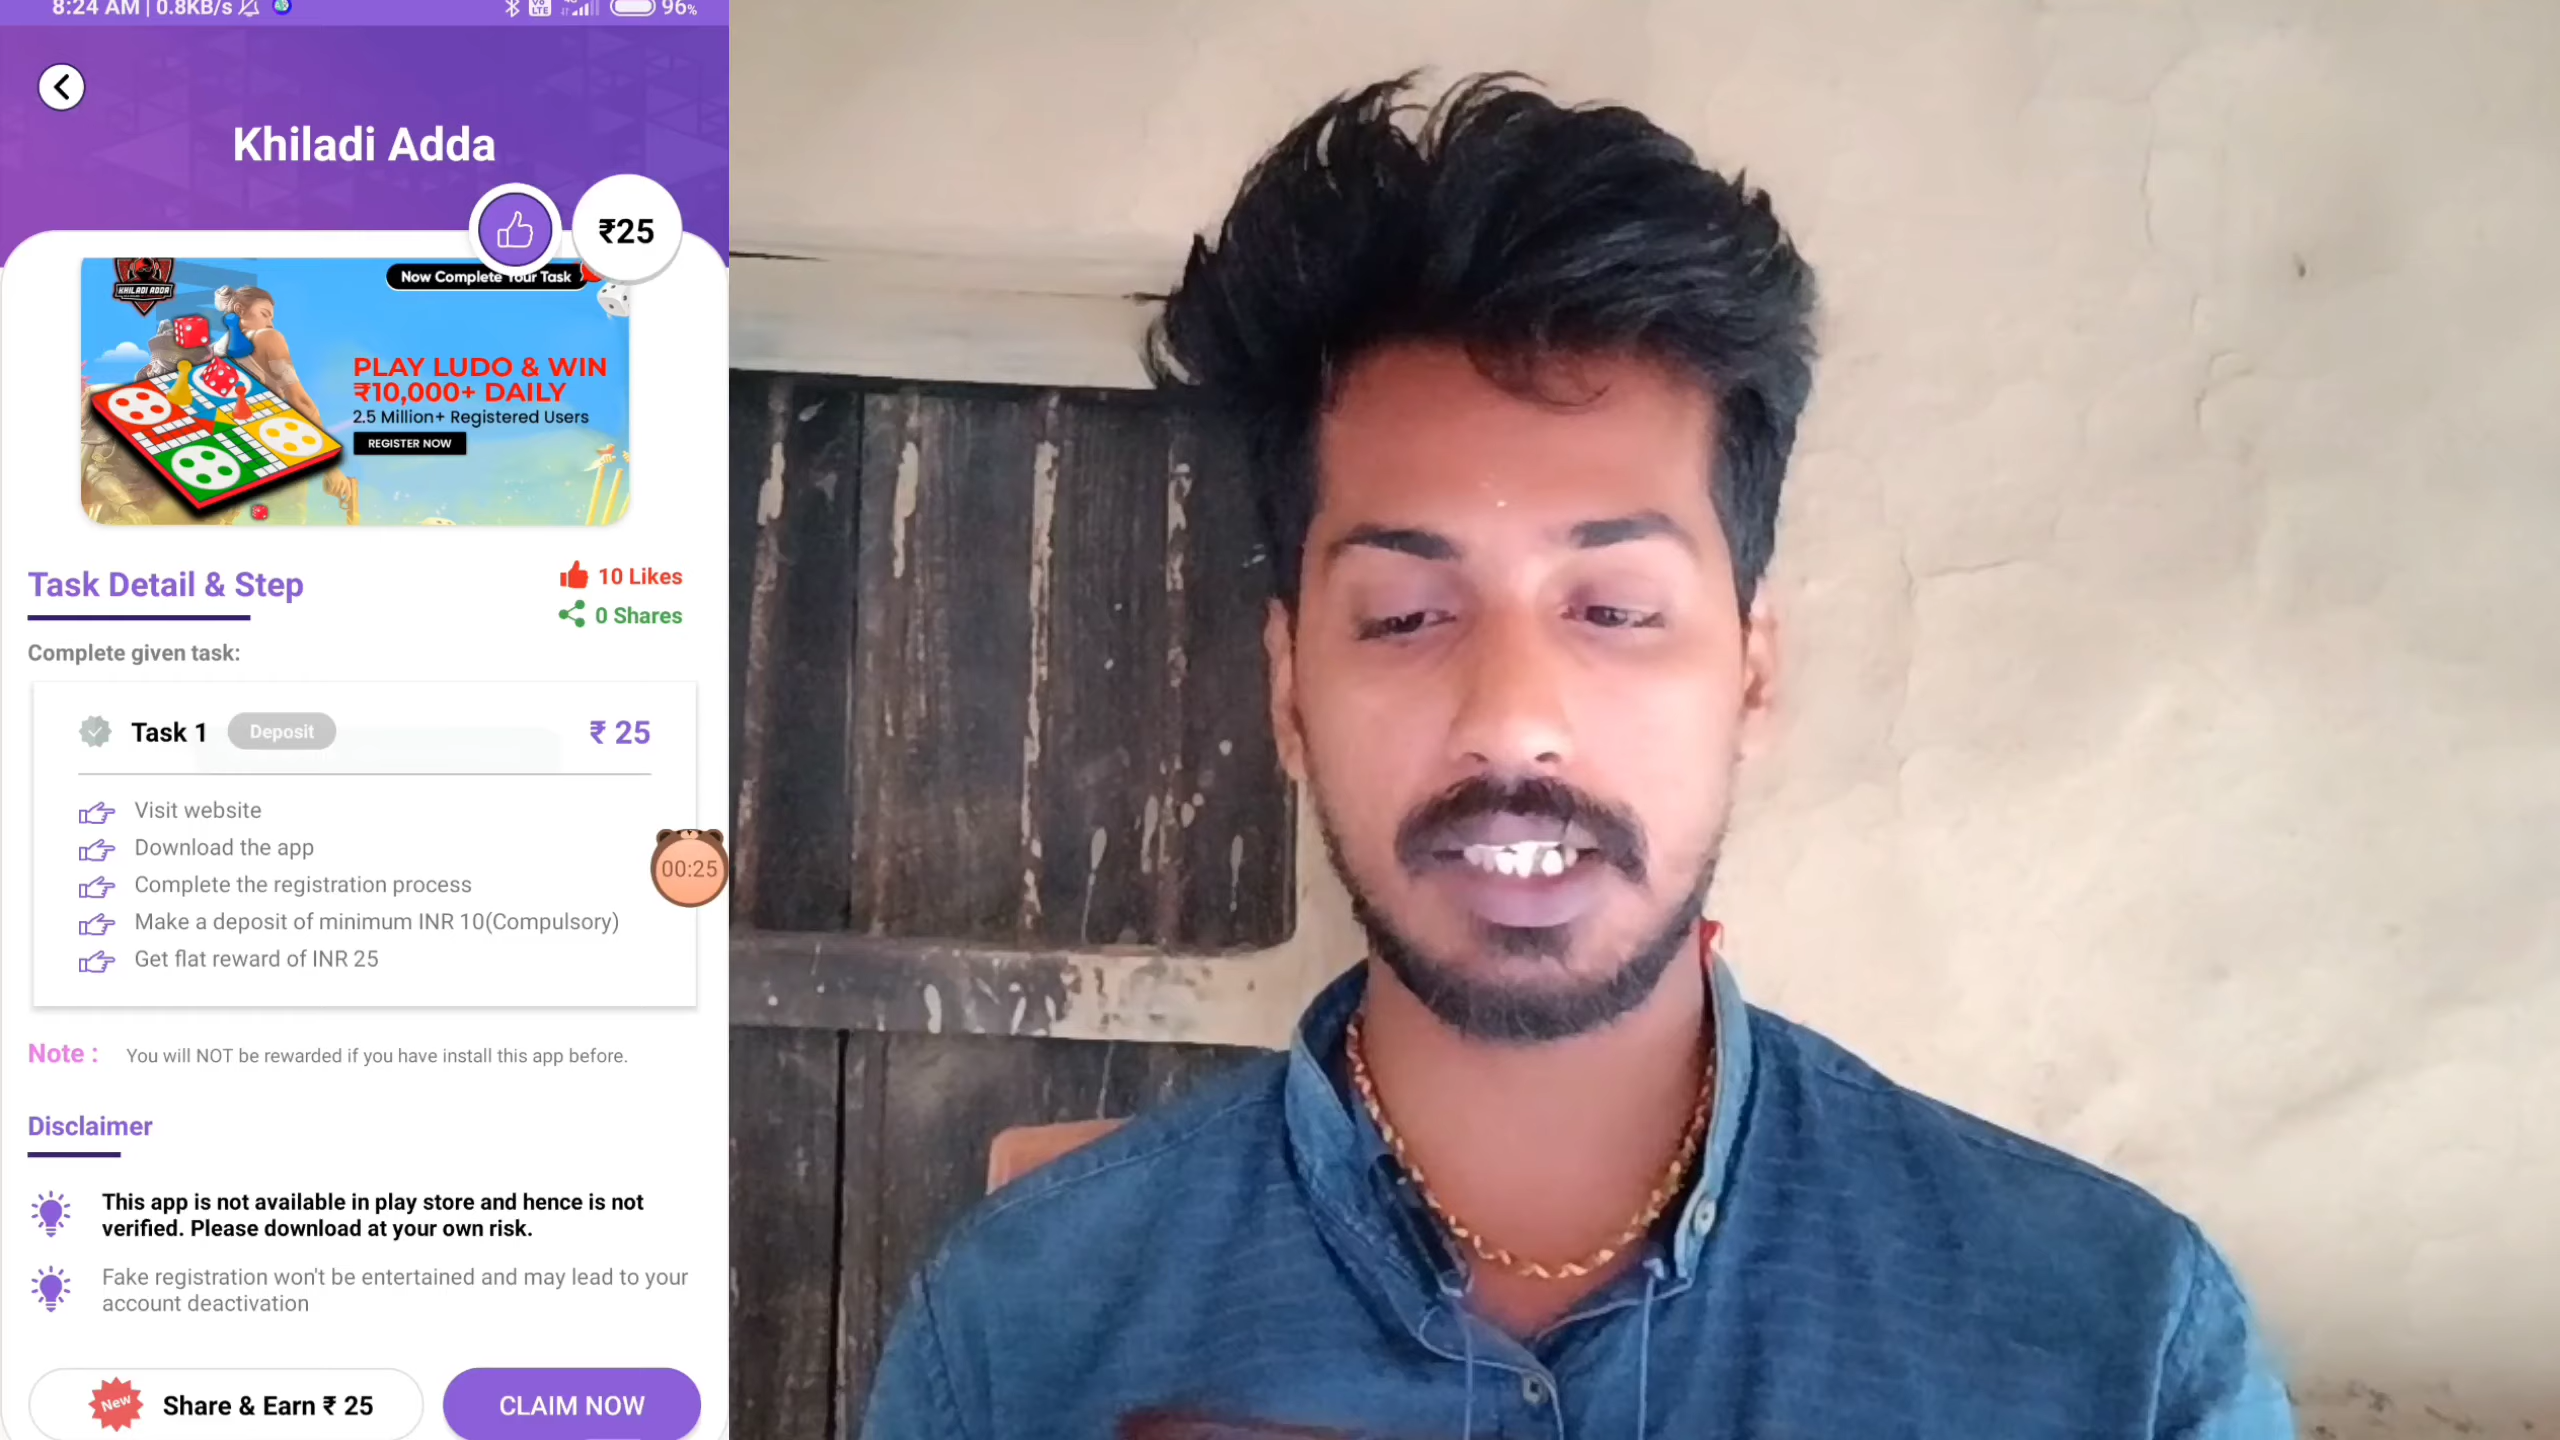 8:24 AM | 0.8KB/s
Vo
LTE
4G
96%
Khiladi Adda
₹25
KHILADI ADDA
Now Complete Your Task
PLAY LUDO & WIN
₹10,000+ DAILY
2.5 Million+ Registered Users
REGISTER NOW
Task Detail & Step
10 Likes
0 Shares
Complete given task:
Task 1 Deposit ₹ 25
Visit website
Download the app
00:25
Complete the registration process
Make a deposit of minimum INR 10(Compulsory)
Get flat reward of INR 25
Note : You will NOT be rewarded if you have install this app before.
Disclaimer
This app is not available in play store and hence is not
verified. Please download at your own risk.
Fake registration won't be entertained and may lead to your
account deactivation
New Share & Earn ₹ 25
CLAIM NOW